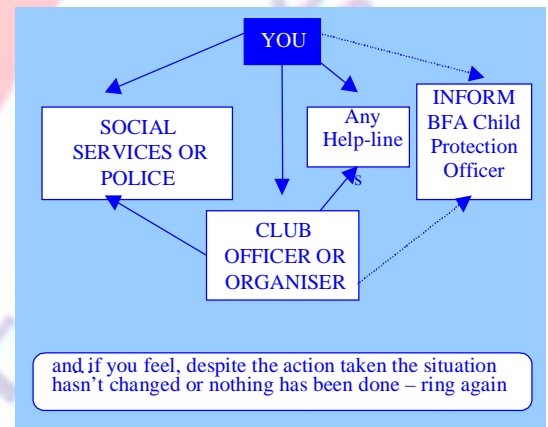 YOU
SOCIAL
SERVICES OR
POLICE
Any
Help-line
s
INFORM
BFA Child
Protection
Officer
CLUB
OFFICER OR
ORGANISER
and if you feel, despite the action taken the situation
hasn't changed or nothing has been done – ring again